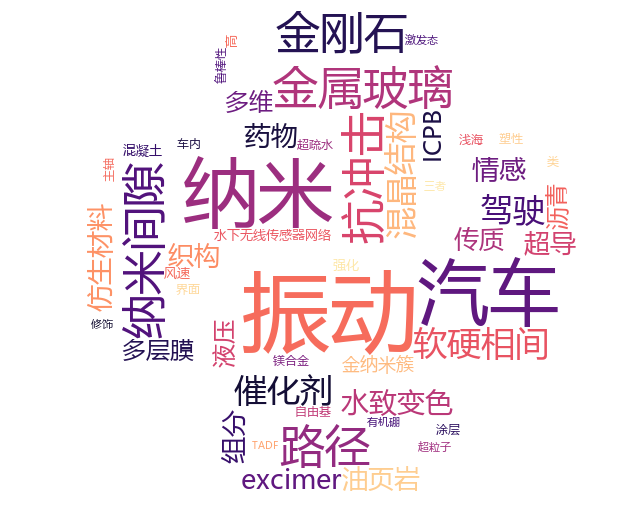 金刚石
激发态
高
鲁棒性
金属玻璃
多维
药物
超疏水
抗冲击
混晶结构
ICPB
浅海
塑性
类
三者
情感
混凝土
车内
主轴
纳米
纳米间隙
驾驶
沥青
仿生材料
水下无线传感器网络
传质
超导
织构
风速
界面
强化
振动
汽车
修饰
多层膜
液压
镁合金
金纳米簇
软硬相间
催化剂
自由基
水致变色
有机硼
组分
TADF
路径
涂层
超粒子
excimer
油页岩